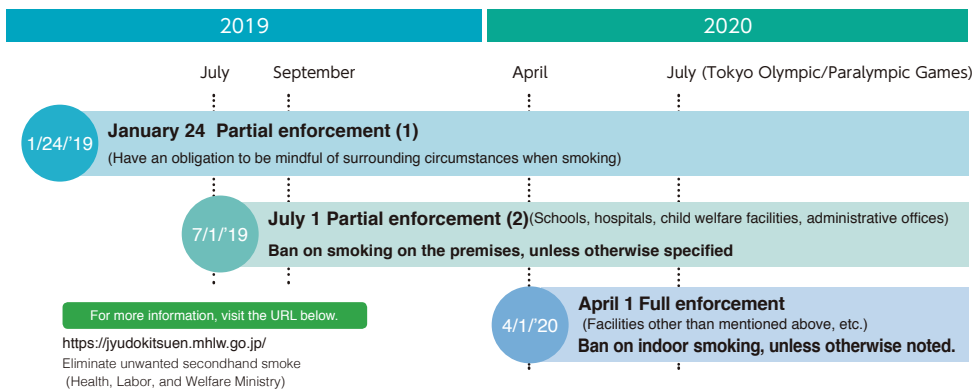 2019
2020
July
September
April
July (Tokyo Olympic/Paralympic Games)
1/24/'19
January 24 Partial enforcement (1)
(Have an obligation to be mindful of surrounding circumstances when smoking)
7/1/'19
July 1 Partial enforcement (2)(Schools, hospitals, child welfare facilities, administrative offices)
Ban on smoking on the premises, unless otherwise specified
4/1/'20
April 1 Full enforcement
(Facilities other than mentioned above, etc.)
Ban on indoor smoking, unless otherwise noted.
For more information, visit the URL below.
https://jyudokitsuen.mhlw.go.jp/
Eliminate unwanted secondhand smoke
(Health, Labor, and Welfare Ministry)